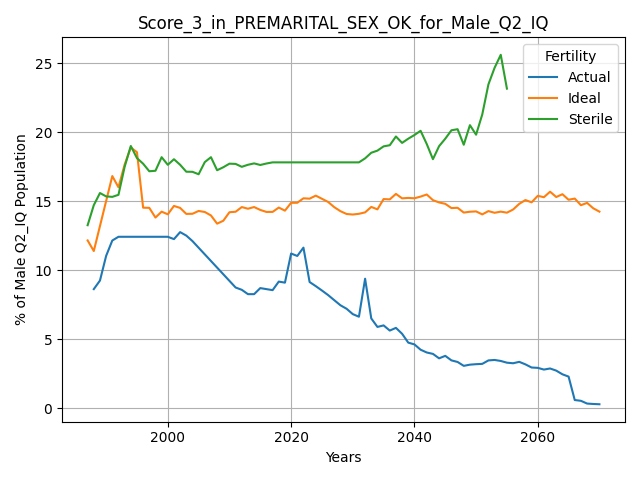 Score_3_in_PREMARITAL_SEX_OK_for_Male_Q2_IQ
% of Male Q2_IQ Population
25
20
15
10
5
0
Fertility
Actual
Ideal
Sterile
2000
2020
2040
2060
Years